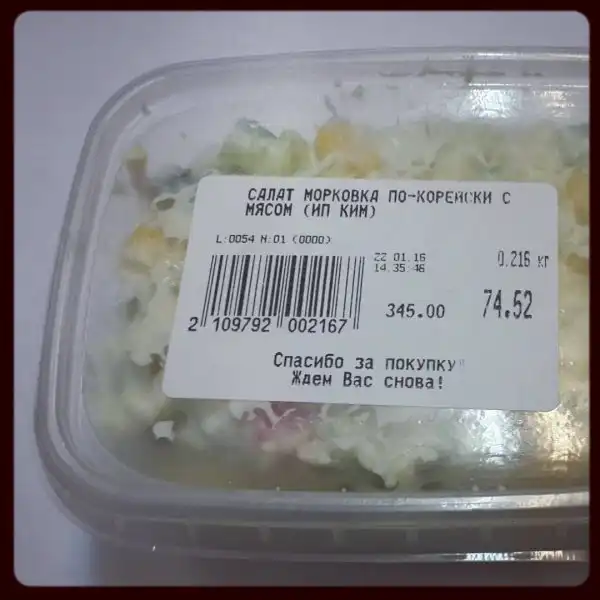 САЛАТ МОРКОВКА ПО-КОРЕЙСКИ С
МЯСОМ (ИП КИМ)
L:0054 N:01 (0000)
22 01.16
14.35:46
0.216 кг
345.00
74.52
2 109792 002167
Спасибо за покупку
Ждем Вас снова!